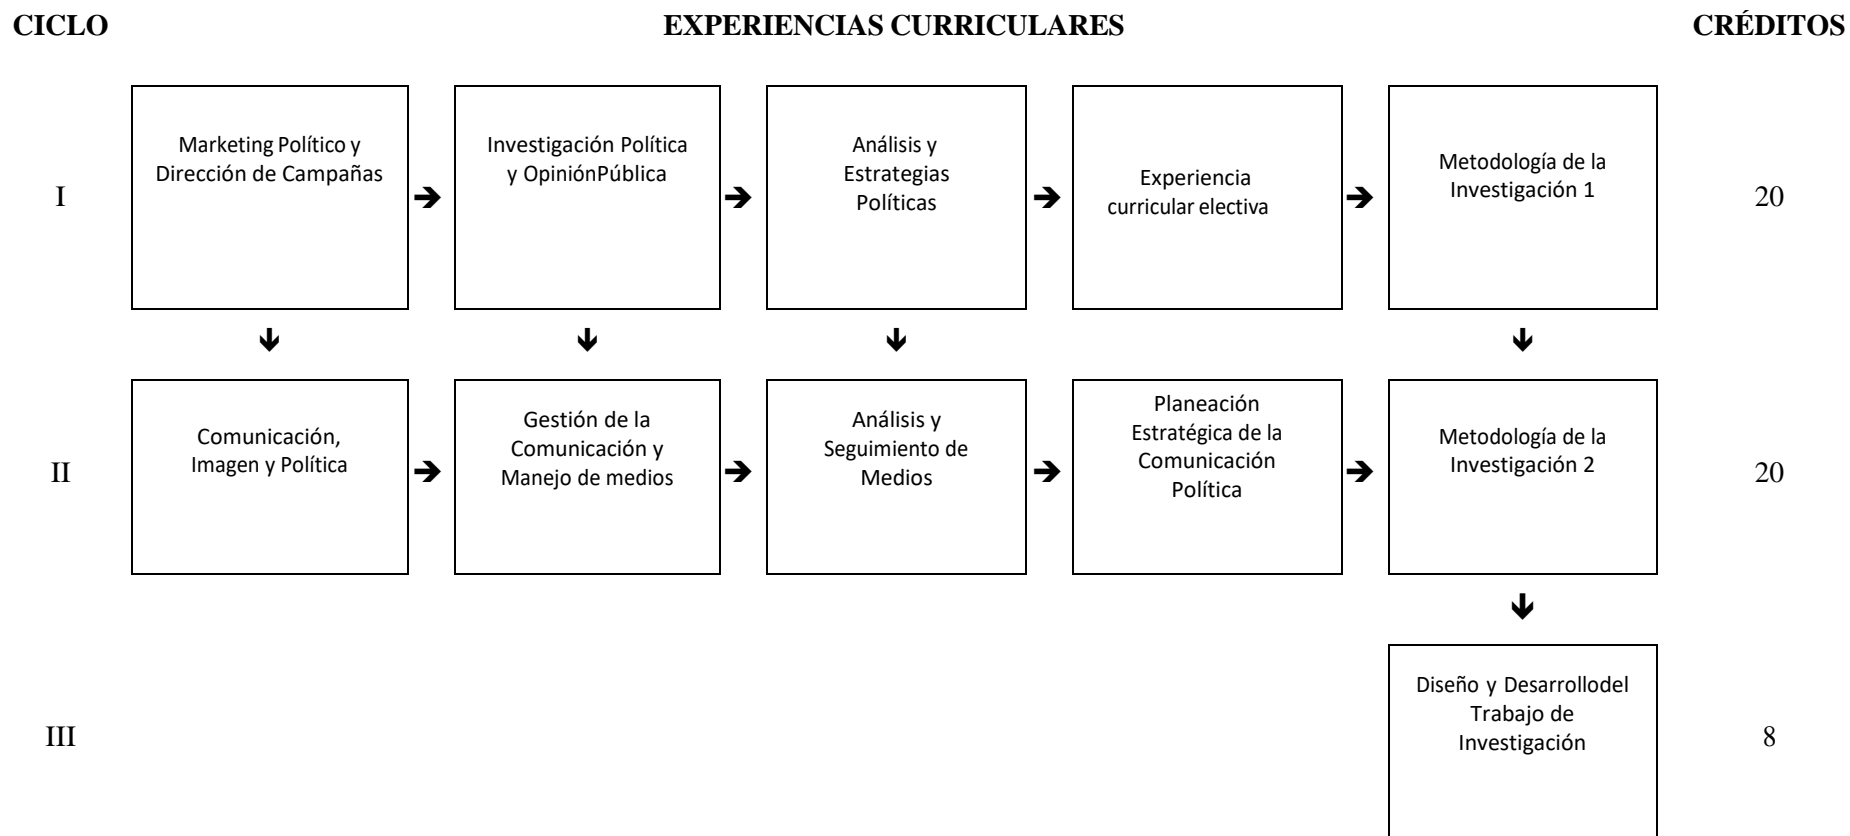 CICLO EXPERIENCIAS CURRICULARES CRÉDITOS
I
Marketing Político y
Dirección de Campañas
Investigación Política
y OpiniónPública
Análisis y
Estrategias
Políticas
Experiencia
curricular electiva
Metodología de la
Investigación 1
20
II
Comunicación,
Imagen y Política
Gestión de la
Comunicación y
Manejo de medios
Análisis y
Seguimiento de
Medios
Planeación
Estratégica de la
Comunicación
Política
Metodología de la
Investigación 2
20
III
Diseño y Desarrollodel
Trabajo de
Investigación
8